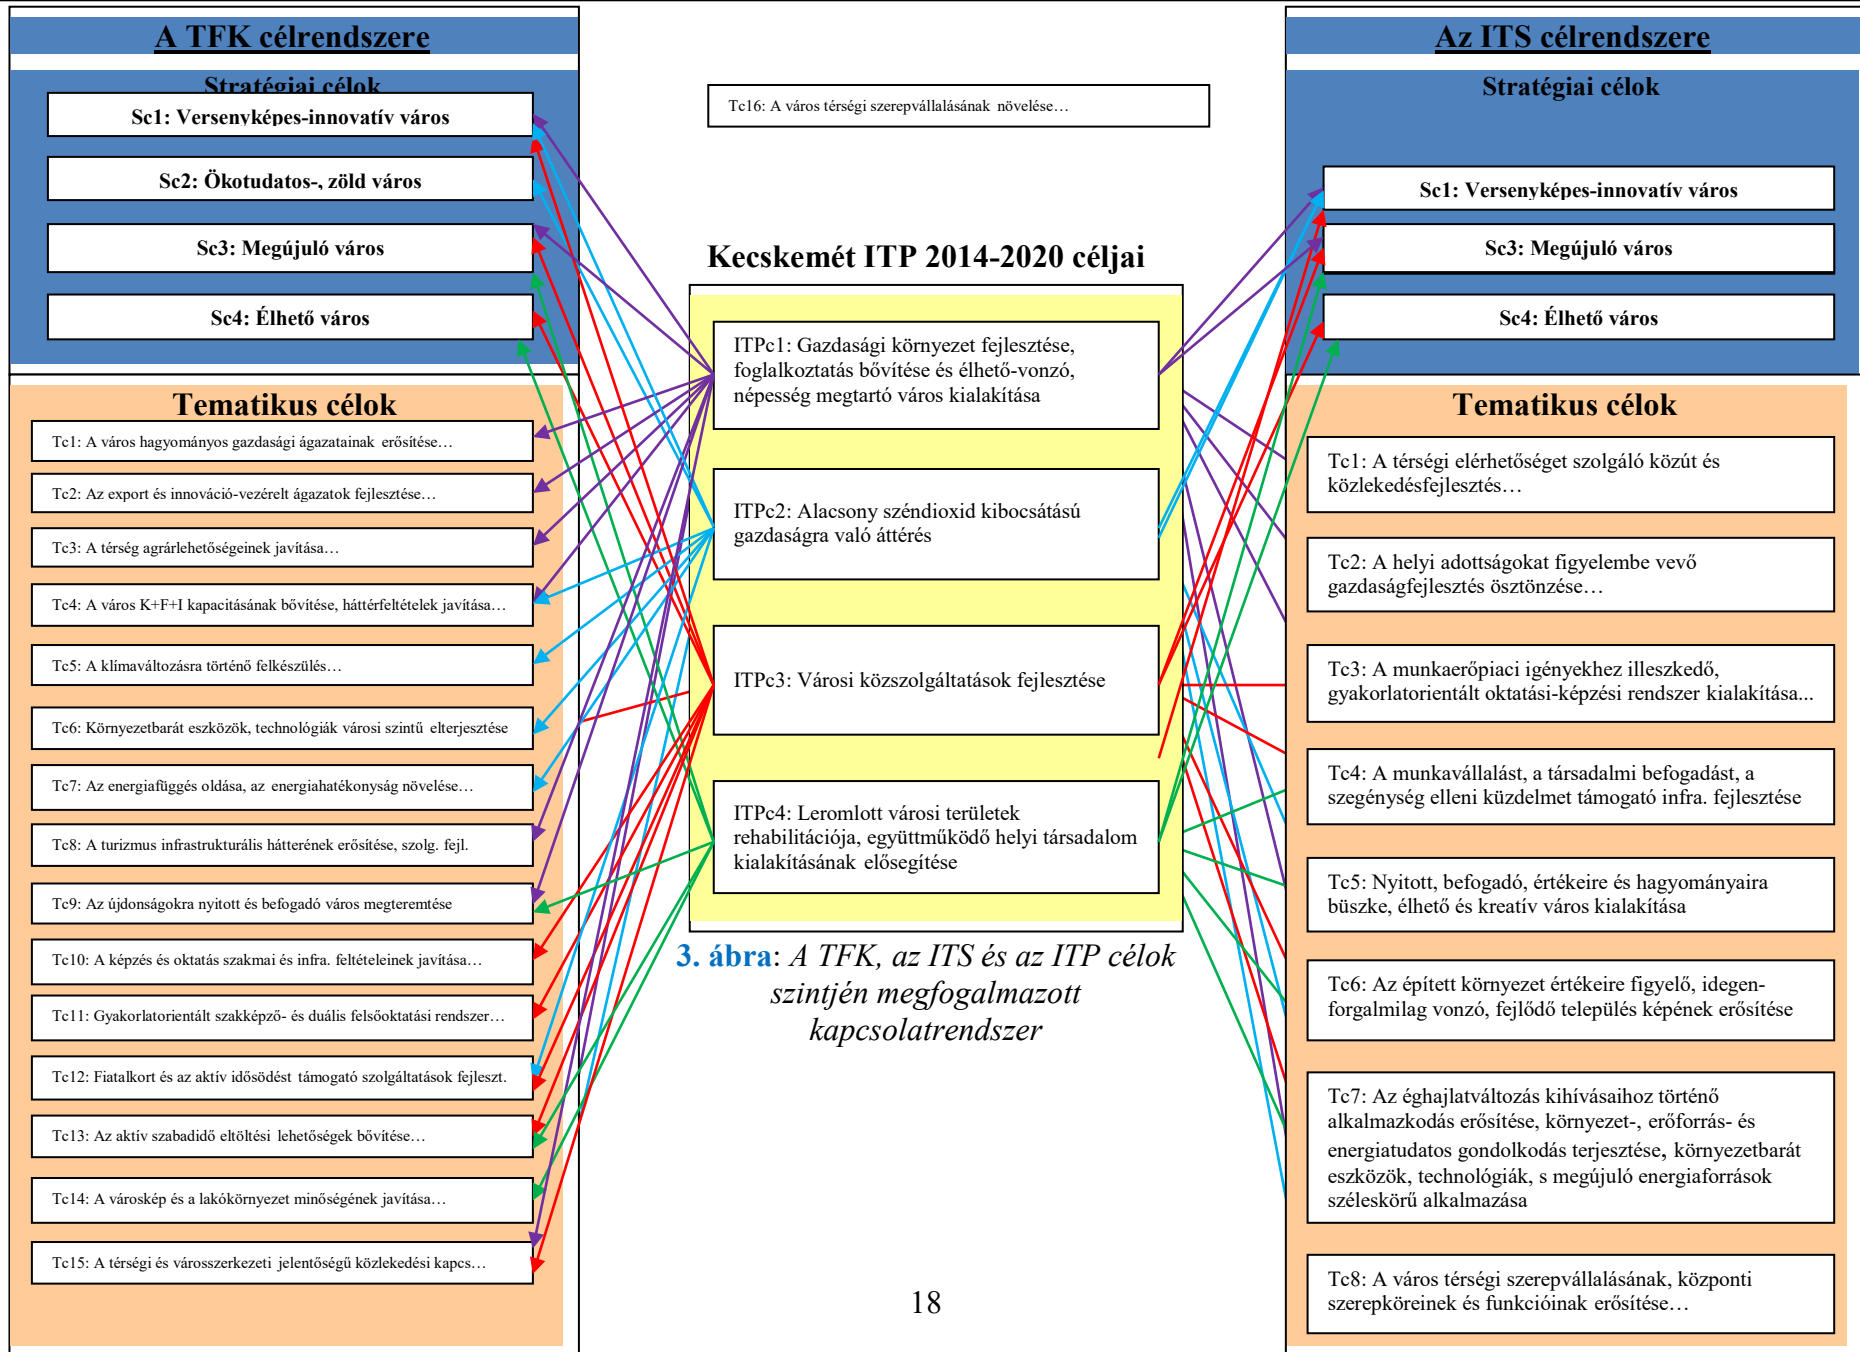 A TFK célrendszere
Stratégiai célok
Sc1: Versenyképes-innovatív város
Sc2: Ökotudatos-, zöld város
Sc3: Megújuló város
Sc4: Élhető város
Tematikus célok
Tc1: A város hagyományos gazdasági ágazatainak erősítése…
Tc2: Az export és innováció-vezérelt ágazatok fejlesztése…
Tc3: A térség agrárlehetőségeinek javítása…
Tc4: A város K+F+I kapacitásának bővítése, háttérfeltételek javítása…
Tc5: A klímaváltozásra történő felkészülés…
Tc6: Környezetbarát eszközök, technológiák városi szintű elterjesztése
Tc7: Az energiafüggés oldása, az energiahatékonyság növelése…
Tc8: A turizmus infrastrukturális hátterének erősítése, szolg. fejl.
Tc9: Az újdonságokra nyitott és befogadó város megteremtése
Tc10: A képzés és oktatás szakmai és infra. feltételeinek javítása…
Tc11: Gyakorlatorientált szakképző- és duális felsőoktatási rendszer…
Tc12: Fiatalkort és az aktív idősödést támogató szolgáltatások fejleszt.
Tc13: Az aktív szabadidő eltöltési lehetőségek bővítése…
Tc14: A városkép és a lakókörnyezet minőségének javítása…
Tc15: A térségi és városszerkezeti jelentőségű közlekedési kapcs…
Tc16: A város térségi szerepvállalásának növelése…
Kecskemét ITP 2014-2020 céljai
ITPc1: Gazdasági környezet fejlesztése,
foglalkoztatás bővítése és élhető-vonzó,
népesség megtartó város kialakítása
ITPc2: Alacsony széndioxid kibocsátású
gazdaságra való áttérés
ITPc3: Városi közszolgáltatások fejlesztése
ITPc4: Leromlott városi területek
rehabilitációja, együttműködő helyi társadalom
kialakításának elősegítése
3. ábra: A TFK, az ITS és az ITP célok
szintjén megfogalmazott
kapcsolatrendszer
Az ITS célrendszere
Stratégiai célok
Sc1: Versenyképes-innovatív város
Sc3: Megújuló város
Sc4: Élhető város
Tematikus célok
Tc1: A térségi elérhetőséget szolgáló közút és
közlekedésfejlesztés…
Tc2: A helyi adottságokat figyelembe vevő
gazdaságfejlesztés ösztönzése…
Tc3: A munkaerőpiaci igényekhez illeszkedő,
gyakorlatorientált oktatási-képzési rendszer kialakítása...
Tc4: A munkavállalást, a társadalmi befogadást, a
szegénység elleni küzdelmet támogató infra. fejlesztése
Tc5: Nyitott, befogadó, értékeire és hagyományaira
büszke, élhető és kreatív város kialakítása
Tc6: Az épített környezet értékeire figyelő, idegen-
forgalmilag vonzó, fejlődő település képének erősítése
Tc7: Az éghajlatváltozás kihívásaihoz történő
alkalmazkodás erősítése, környezet-, erőforrás- és
energiatudatos gondolkodás terjesztése, környezetbarát
eszközök, technológiák, s megújuló energiaforrások
széleskörű alkalmazása
Tc8: A város térségi szerepvállalásának, központi
szerepköreinek és funkcióinak erősítése…
18